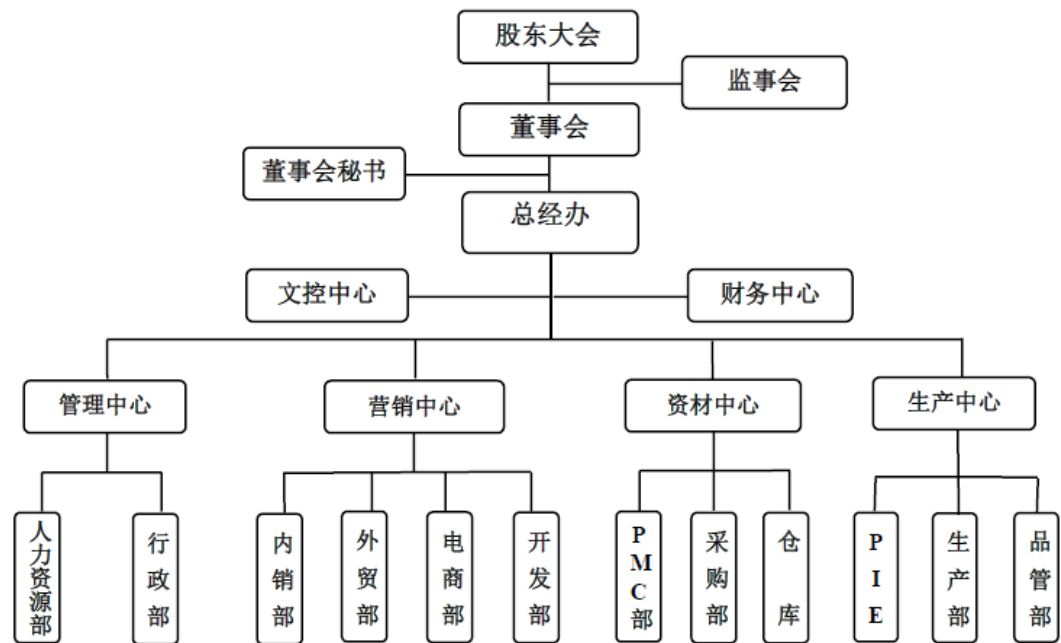 股东大会
监事会
董事会
董事会秘书
总经办
文控中心
财务中心
管理中心
营销中心
资材中心
生产中心
人力资源部
行政部
内销部
外贸部
电商部
开发部
PMC部
采购部
仓库
PIE
生产部
品管部